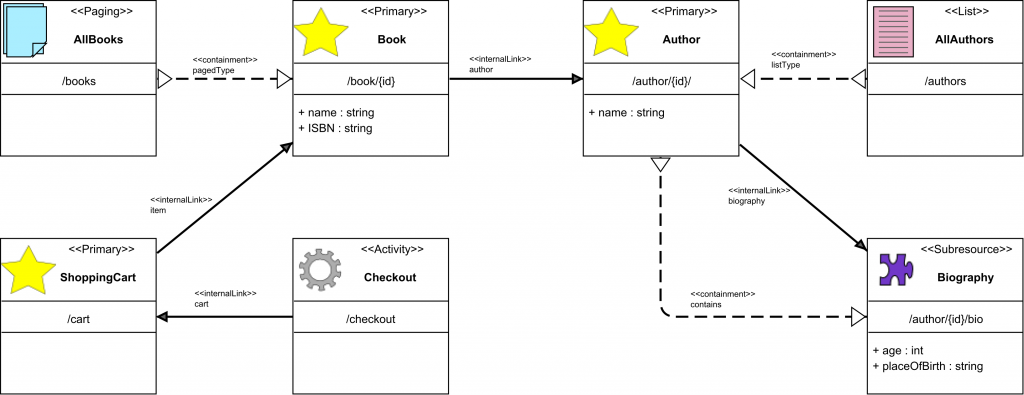 <<Paging>>
AllBooks
/books
<<containment>>
pagedType
<<Primary>>
Book
/book/{id}
+ name : string
+ ISBN : string
<<internalLink>>
author
<<Primary>>
Author
/author/{id}/
+ name : string
<<containment>>
listType
<<List>>
AllAuthors
/authors
<<internalLink>>
item
<<internalLink>>
biography
<<Primary>>
ShoppingCart
/cart
<<internalLink>>
cart
<<Activity>>
Checkout
/checkout
<<containment>>
contains
<<Subresource>>
Biography
/author/{id}/bio
+ age : int
+ placeOfBirth : string